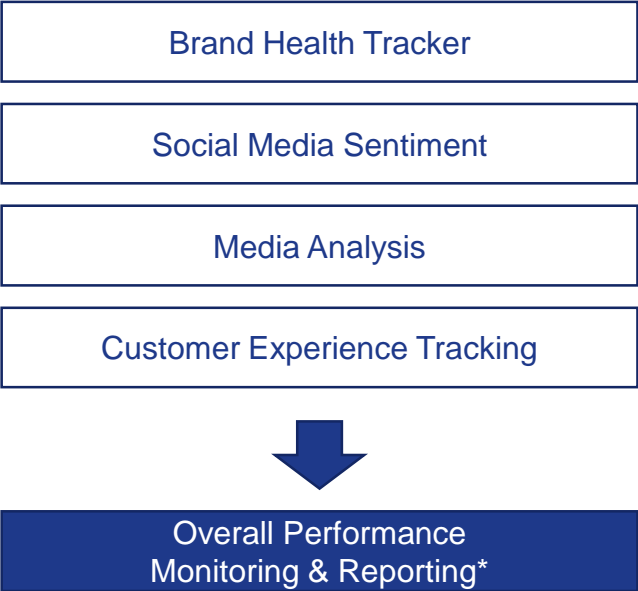 Brand Health Tracker
Social Media Sentiment
Media Analysis
Customer Experience Tracking
Overall Performance
Monitoring & Reporting*